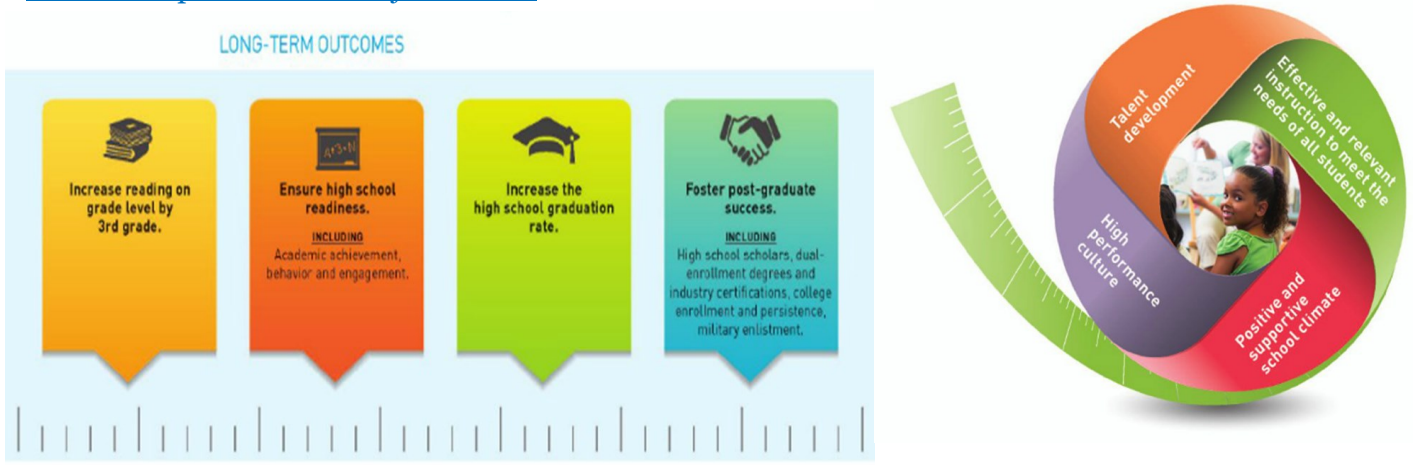 LONG-TERM OUTCOMES
Increase reading on
grade level by
3rd grade.
Ensure high school
readiness.
INCLUDING
Academic achievement,
behavior and engagement.
Increase the
high school graduation
rate.
Foster post-graduate
success.
INCLUDING
High school scholars, dual-
enrollment degrees and
industry certifications, college
enrollment and persistence,
military enlistment.
Talent
development
Effective and relevant
instruction to meet the
needs of all students
High
performance
culture
Positive and
supportive
school climate